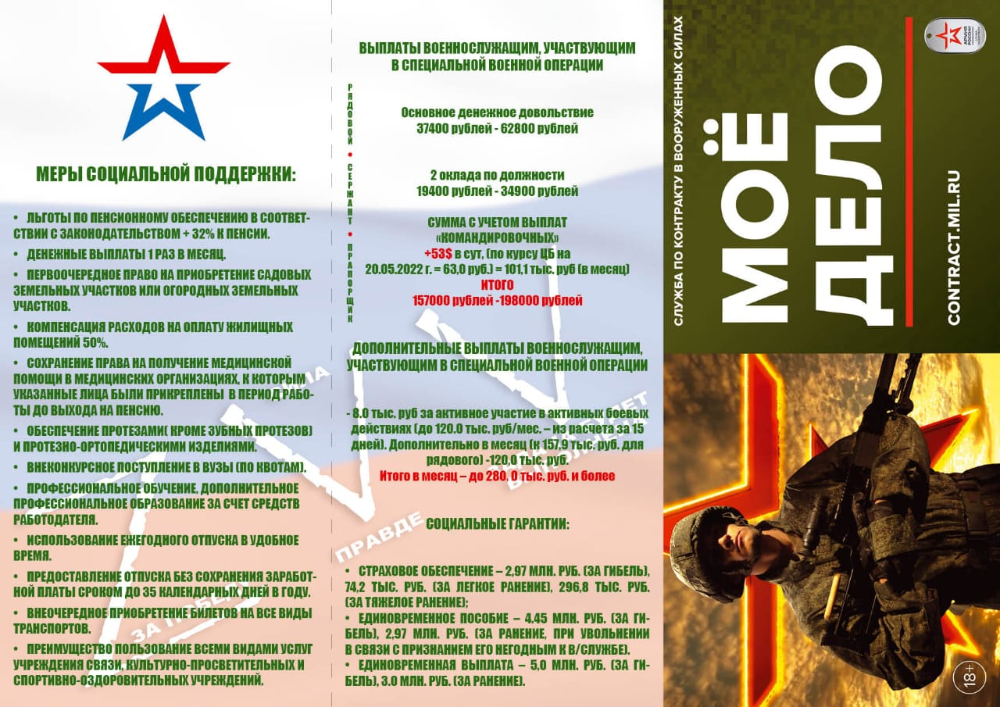 МЕРЫ СОЦИАЛЬНОЙ ПОДДЕРЖКИ:
• ЛЬГОТЫ ПО ПЕНСИОННОМУ ОБЕСПЕЧЕНИЮ В СООТВЕТ-
СТВИИ С ЗАКОНОДАТЕЛЬСТВОМ + 32% К ПЕНСИИ.
• ДЕНЕЖНЫЕ ВЫПЛАТЫ 1 РАЗ В МЕСЯЦ.
• ПЕРВООЧЕРЕДНОЕ ПРАВО НА ПРИОБРЕТЕНИЕ САДОВЫХ
ЗЕМЕЛЬНЫХ УЧАСТКОВ ИЛИ ОГОРОДНЫХ ЗЕМЕЛЬНЫХ
УЧАСТКОВ.
• КОМПЕНСАЦИЯ РАСХОДОВ НА ОПЛАТУ ЖИЛИЩНЫХ
ПОМЕЩЕНИЙ 50%.
• СОХРАНЕНИЕ ПРАВА НА ПОЛУЧЕНИЕ МЕДИЦИНСКОЙ
ПОМОЩИ В МЕДИЦИНСКИХ ОРГАНИЗАЦИЯХ, К КОТОРЫМ
УКАЗАННЫЕ ЛИЦА БЫЛИ ПРИКРЕПЛЕНЫ В ПЕРИОД РАБО-
ТЫ ДО ВЫХОДА НА ПЕНСИЮ.
• ОБЕСПЕЧЕНИЕ ПРОТЕЗАМИ( КРОМЕ ЗУБНЫХ ПРОТЕЗОВ)
И ПРОТЕЗНО-ОРТОПЕДИЧЕСКИМИ ИЗДЕЛИЯМИ.
• ВНЕКОНКУРСНОЕ ПОСТУПЛЕНИЕ В ВУЗЫ (ПО КВОТАМ).
• ПРОФЕССИОНАЛЬНОЕ ОБУЧЕНИЕ, ДОПОЛНИТЕЛЬНОЕ
ПРОФЕССИОНАЛЬНОЕ ОБРАЗОВАНИЕ ЗА СЧЕТ СРЕДСТВ
РАБОТОДАТЕЛЯ.
• ИСПОЛЬЗОВАНИЕ ЕЖЕГОДНОГО ОТПУСКА В УДОБНОЕ
ВРЕМЯ.
• ПРЕДОСТАВЛЕНИЕ ОТПУСКА БЕЗ СОХРАНЕНИЯ ЗАРАБОТ-
НОЙ ПЛАТЫ СРОКОМ ДО 35 КАЛЕНДАРНЫХ ДНЕЙ В ГОДУ.
• ВНЕОЧЕРЕДНОЕ ПРИОБРЕТЕНИЕ БИЛЕТОВ НА ВСЕ ВИДЫ
ТРАНСПОРТОВ.
• ПРЕИМУЩЕСТВО ПОЛЬЗОВАНИЕ ВСЕМИ ВИДАМИ УСЛУГ
УЧРЕЖДЕНИЯ СВЯЗИ, КУЛЬТУРНО-ПРОСВЕТИТЕЛЬНЫХ И
СПОРТИВНО-ОЗДОРОВИТЕЛЬНЫХ УЧРЕЖДЕНИЙ.
ВЫПЛАТЫ ВОЕННОСЛУЖАЩИМ, УЧАСТВУЮЩИМ
В СПЕЦИАЛЬНОЙ ВОЕННОЙ ОПЕРАЦИИ
РЯДОВОЙ • СЕРЖАНТ • ПРАПОРЩИК
Основное денежное довольствие
37400 рублей - 62800 рублей
2 оклада по должности
19400 рублей - 34900 рублей
СУММА С УЧЕТОМ ВЫПЛАТ
«КОМАНДИРОВОЧНЫХ»
+53$ в сут, (по курсу ЦБ на
20.05.2022 г. = 63,0 руб.) = 101,1 тыс. руб (в месяц)
ИТОГО
157000 рублей -198000 рублей
ДОПОЛНИТЕЛЬНЫЕ ВЫПЛАТЫ ВОЕННОСЛУЖАЩИМ,
УЧАСТВУЮЩИМ В СПЕЦИАЛЬНОЙ ВОЕННОЙ ОПЕРАЦИИ
- 8.0 тыс. руб за активное участие в активных боевых
действиях (до 120.0 тыс. руб/мес. – из расчета за 15
дней). Дополнительно в месяц (к 157,9 тыс. руб. для
рядового) -120,0 тыс. руб.
Итого в месяц – до 280, 0 тыс. руб. и более
СОЦИАЛЬНЫЕ ГАРАНТИИ:
• СТРАХОВОЕ ОБЕСПЕЧЕНИЕ – 2,97 МЛН. РУБ. (ЗА ГИБЕЛЬ),
74,2 ТЫС. РУБ. (ЗА ЛЕГКОЕ РАНЕНИЕ), 296,8 ТЫС. РУБ.
(ЗА ТЯЖЕЛОЕ РАНЕНИЕ);
• ЕДИНОВРЕМЕННОЕ ПОСОБИЕ – 4.45 МЛН. РУБ. (ЗА ГИ-
БЕЛЬ), 2,97 МЛН. РУБ. (ЗА РАНЕНИЕ, ПРИ УВОЛЬНЕНИИ
В СВЯЗИ С ПРИЗНАНИЕМ ЕГО НЕГОДНЫМ К В/СЛУЖБЕ).
• ЕДИНОВРЕМЕННАЯ ВЫПЛАТА – 5,0 МЛН. РУБ. (ЗА ГИ-
БЕЛЬ), 3.0 МЛН. РУБ. (ЗА РАНЕНИЕ).
СИЛА
ПРАВДЕ
СЛУЖБА ПО КОНТРАКТУ В ВООРУЖЕННЫХ СИЛАХ
МОЁ
ДЕЛО
CONTRACT.MIL.RU
АРМИЯ
РОССИИ
18+